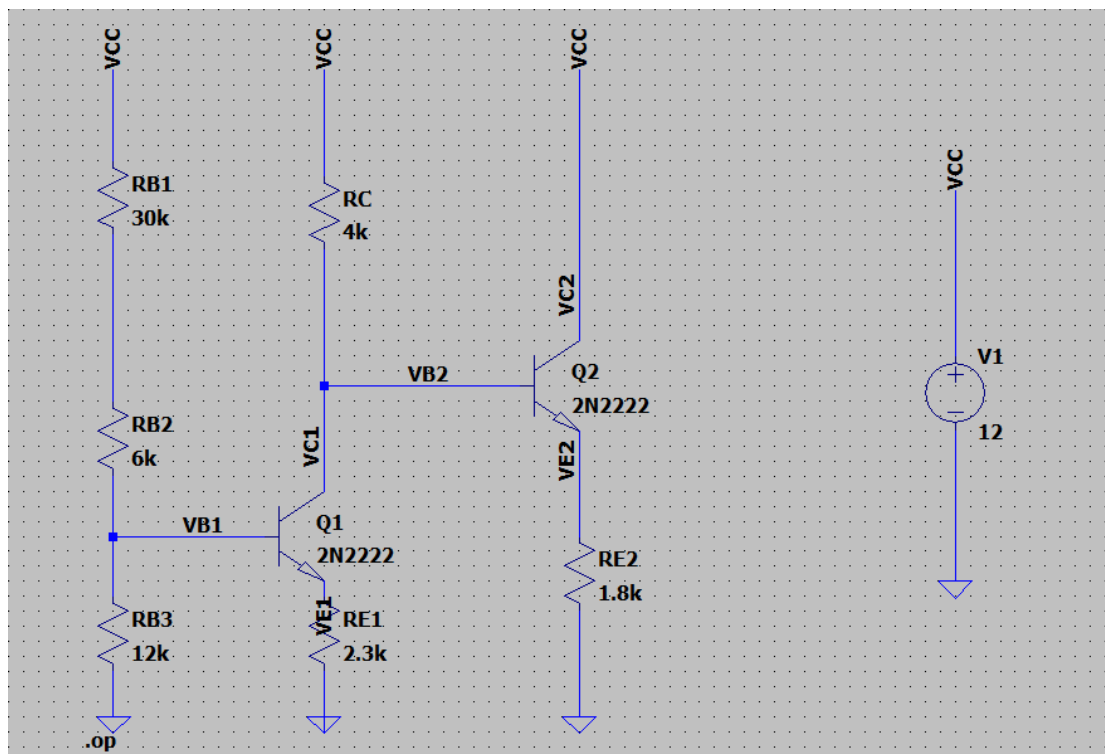 VCC
VCC
VCC
VCC
RB1
30k
RC
4k
VC2
V1
12
Q2
2N2222
VB2
RB2
6k
VC1
VE2
VB1
Q1
2N2222
RE2
1.8k
VE1
RB3
12k
RE1
2.3k
.op